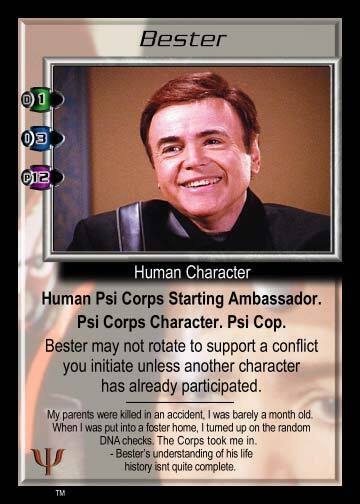 Bester
D 1
I 3
P 12
Human Character
Human Psi Corps Starting Ambassador.
Psi Corps Character. Psi Cop.
Bester may not rotate to support a conflict
you initiate unless another character
has already participated.
My parents were killed in an accident, I was barely a month old.
When I was put into a foster home, I turned up on the random
DNA checks. The Corps took me in.
- Bester's understanding of his life
history isnt quite complete.
Ψ
TM